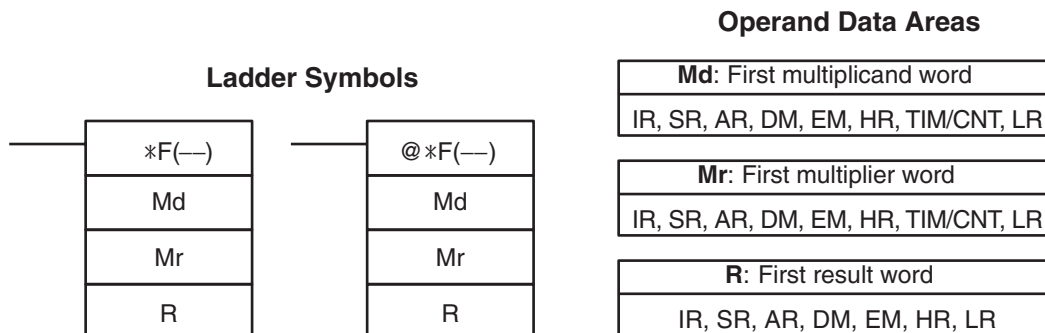 Ladder Symbols
∗F(––)
Md
Mr
R
@∗F(––)
Md
Mr
R
Operand Data Areas
Md: First multiplicand word
IR, SR, AR, DM, EM, HR, TIM/CNT, LR
Mr: First multiplier word
IR, SR, AR, DM, EM, HR, TIM/CNT, LR
R: First result word
IR, SR, AR, DM, EM, HR, LR